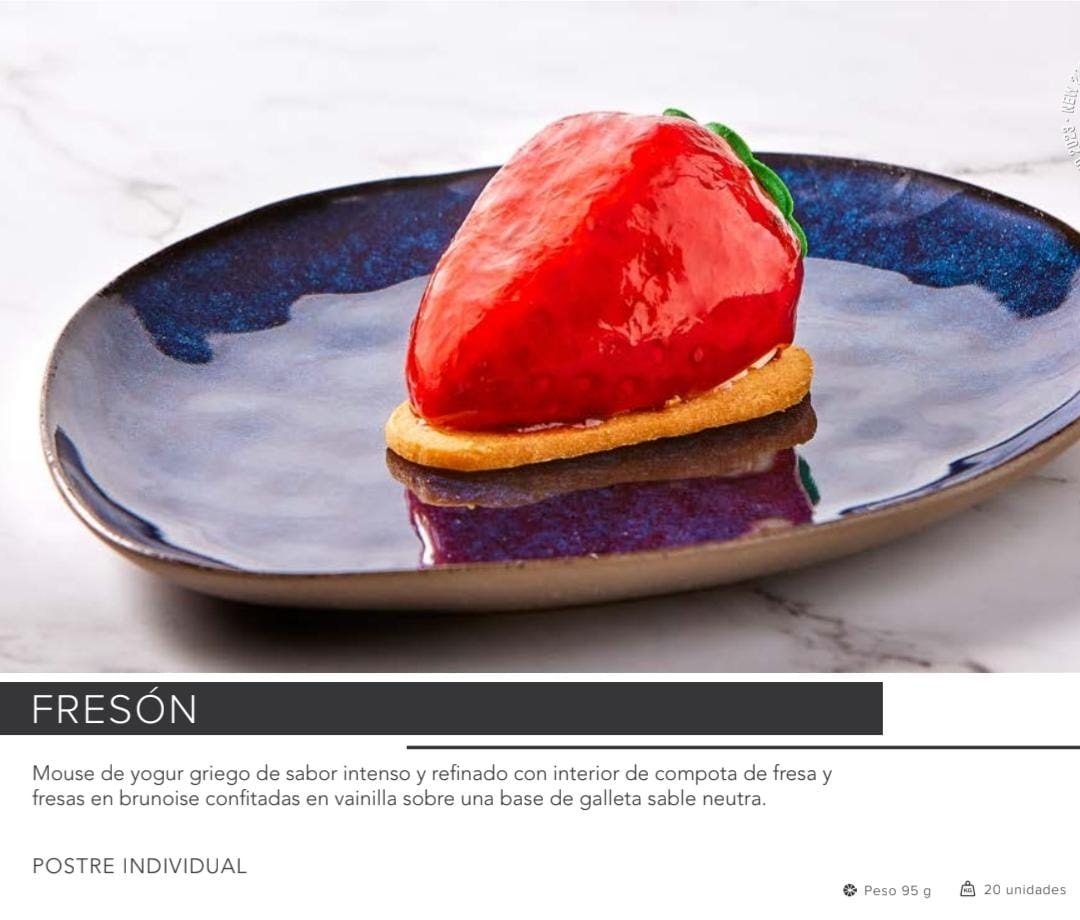 FRESÓN
Mouse de yogur griego de sabor intenso y refinado con interior de compota de fresa y
fresas en brunoise confitadas en vainilla sobre una base de galleta sable neutra.
POSTRE INDIVIDUAL
Peso 95 g
KG
20 unidades